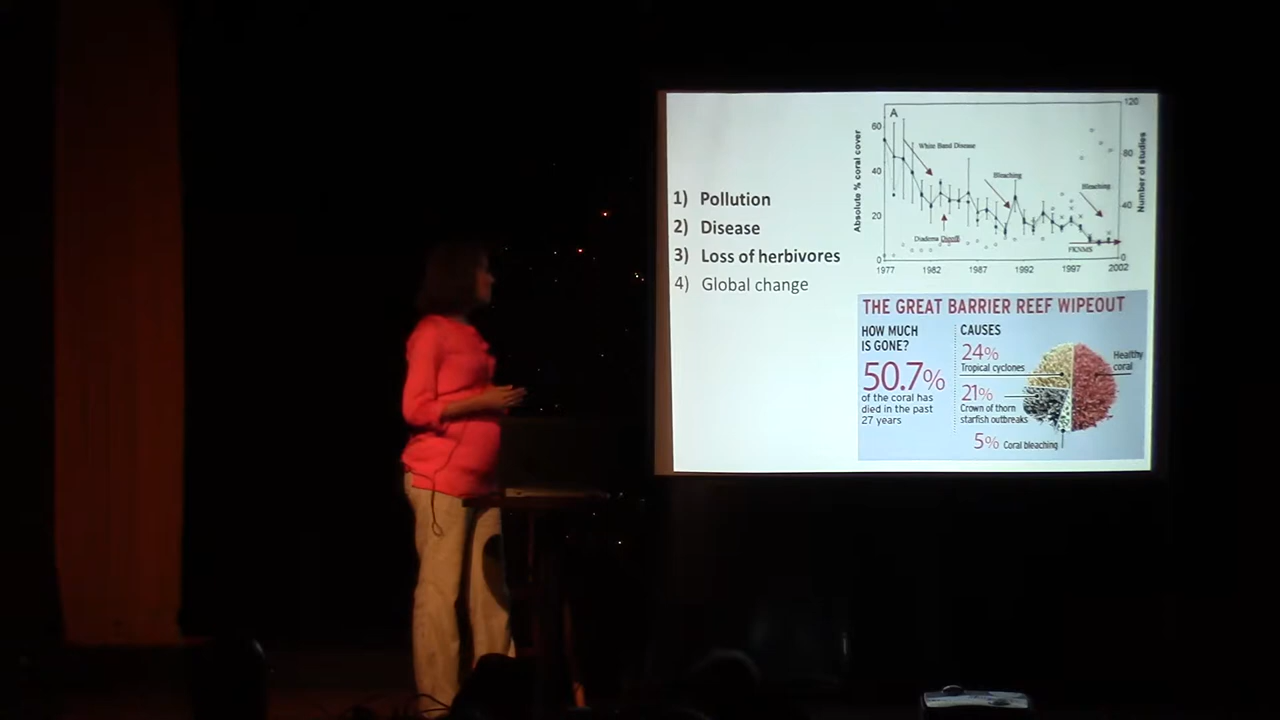 1) Pollution
2) Disease
3) Loss of herbivores
4) Global change
A
Absolute % coral cover
60
40
20
0
White Band Disease
Bleaching
Bleaching
Diadema Dieoff
FKNMS
120
80
40
0
Number of studies
1977 1982 1987 1992 1997 2002
THE GREAT BARRIER REEF WIPEOUT
HOW MUCH
IS GONE?
50.7%
of the coral has
died in the past
27 years
CAUSES
24%
Tropical cyclones
21%
Crown of thorn
starfish outbreaks
5% Coral bleaching
Healthy
coral